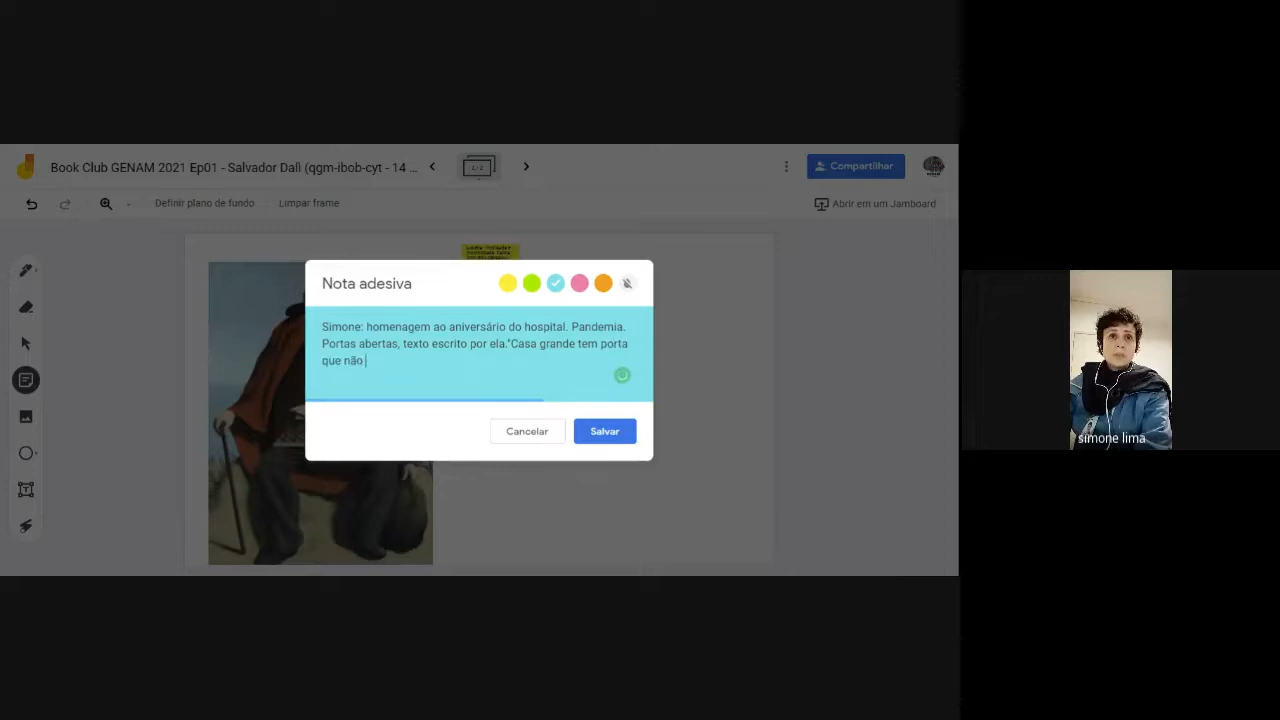 Book Club GENAM 2021 Ep01 - Salvador Dalì (qgm-ibob-cyt - 14 ...
Compartilhar
Definir plano de fundo
Limpar frame
Abrir em um Jamboard
Nota adesiva
Simone: homenagem ao aniversário do hospital. Pandemia.
Portas abertas, texto escrito por ela."Casa grande tem porta
que não
Cancelar
Salvar
simone lima